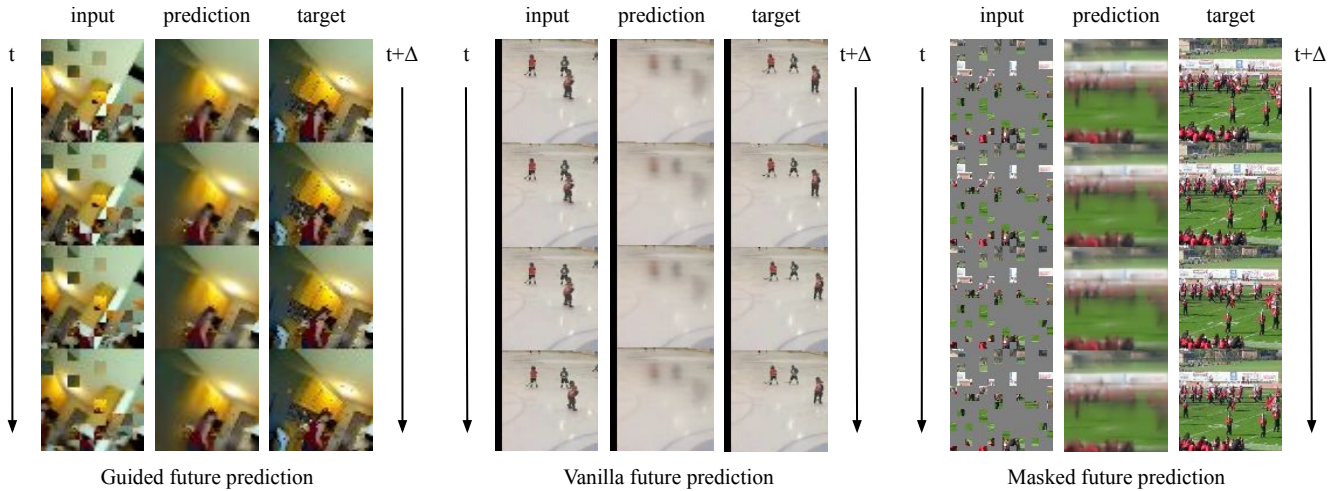 input prediction target
t t+Δ
Guided future prediction
input prediction target
t t+Δ
Vanilla future prediction
input prediction target
t t+Δ
Masked future prediction